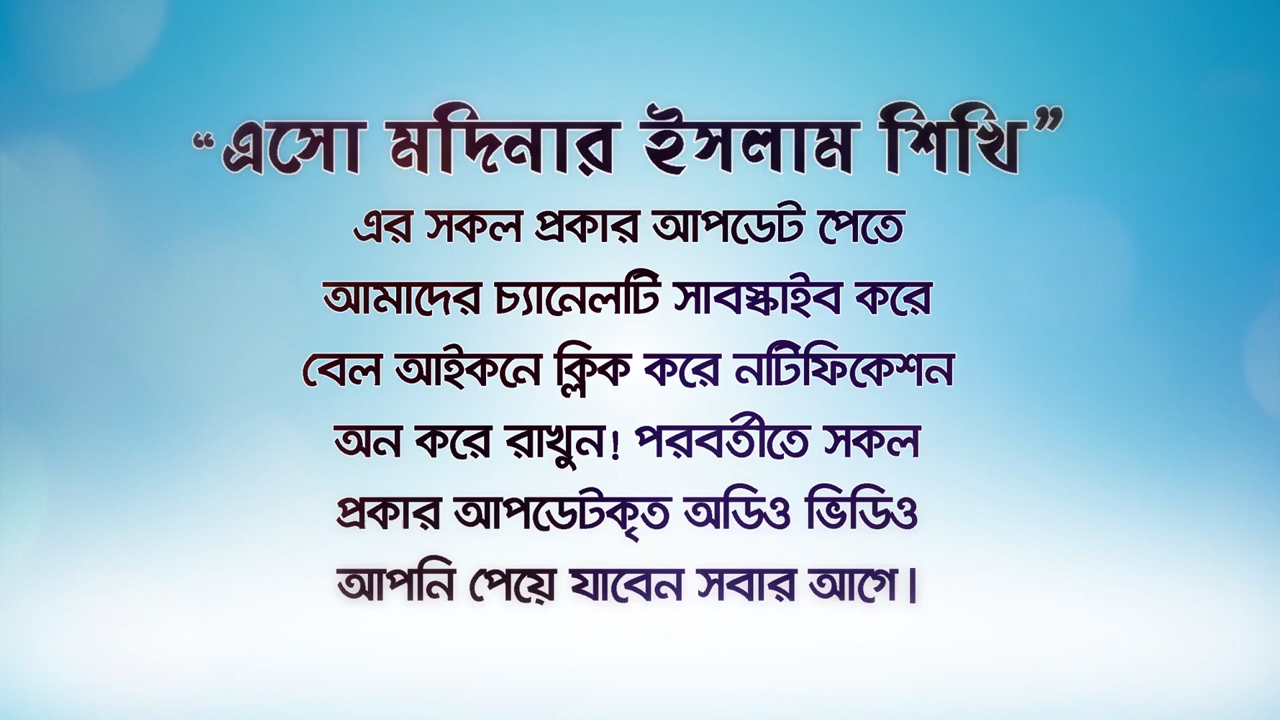 “এসো মদিনার ইসলাম শিখি”
এর সকল প্রকার আপডেট পেতে
আমাদের চ্যানেলটি সাবস্ক্রাইব করে
বেল আইকনে ক্লিক করে নটিফিকেশন
অন করে রাখুন! পরবর্তীতে সকল
প্রকার আপডেটকৃত অডিও ভিডিও
আপনি পেয়ে যাবেন সবার আগে।